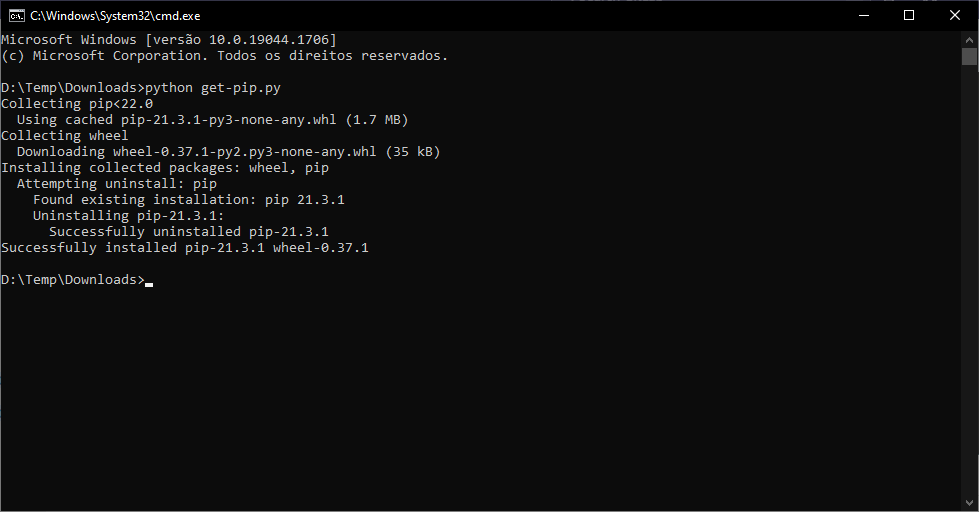 C:\Windows\System32\cmd.exe
Microsoft Windows [versão 10.0.19044.1706]
(c) Microsoft Corporation. Todos os direitos reservados.
D:\Temp\Downloads>python get-pip.py
Collecting pip<22.0
  Using cached pip-21.3.1-py3-none-any.whl (1.7 MB)
Collecting wheel
  Downloading wheel-0.37.1-py2.py3-none-any.whl (35 kB)
Installing collected packages: wheel, pip
  Attempting uninstall: pip
    Found existing installation: pip 21.3.1
    Uninstalling pip-21.3.1:
      Successfully uninstalled pip-21.3.1
Successfully installed pip-21.3.1 wheel-0.37.1
D:\Temp\Downloads>